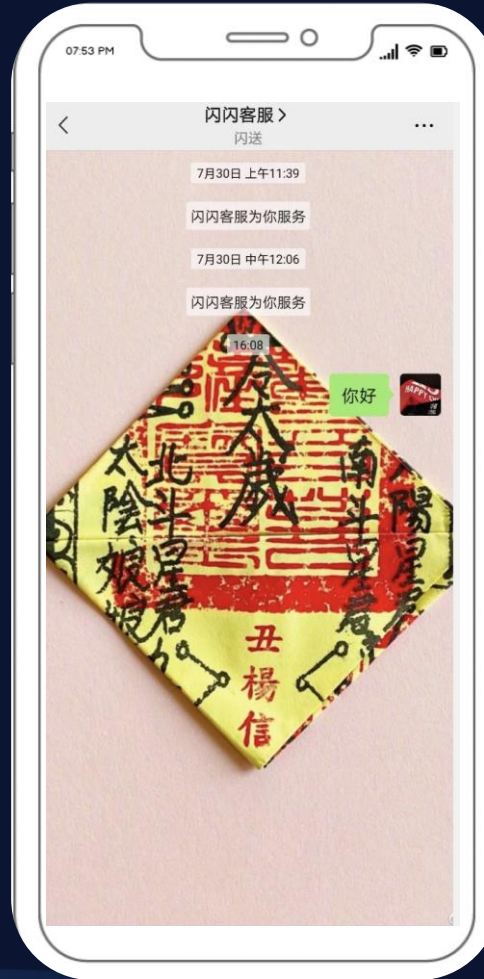 07:53 PM
闪闪客服
闪送
7月30日 上午11:39
闪闪客服为你服务
7月30日 中午12:06
闪闪客服为你服务
16:08
你好
HAPPY
令太歲
北斗星君
南斗星君
太陰娘娘
陽星君
丑楊信